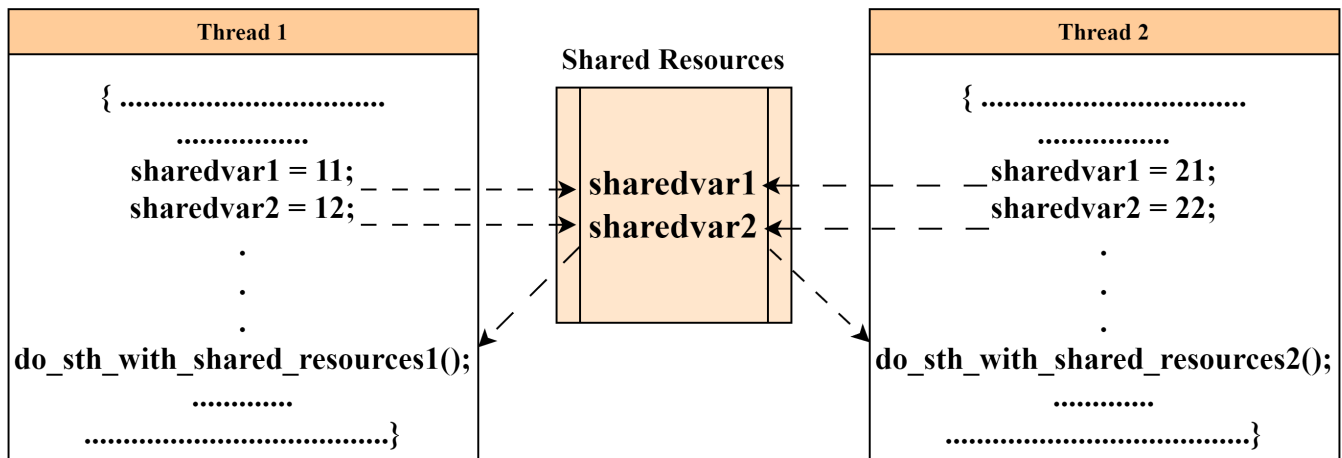 Thread 1
{ ..................................
.................
sharedvar1 = 11;
sharedvar2 = 12;
.
.
.
do_sth_with_shared_resources1();
.............
.......................................}
Shared Resources
sharedvar1
sharedvar2
Thread 2
{ ..................................
.................
sharedvar1 = 21;
sharedvar2 = 22;
.
.
.
do_sth_with_shared_resources2();
.............
.......................................}